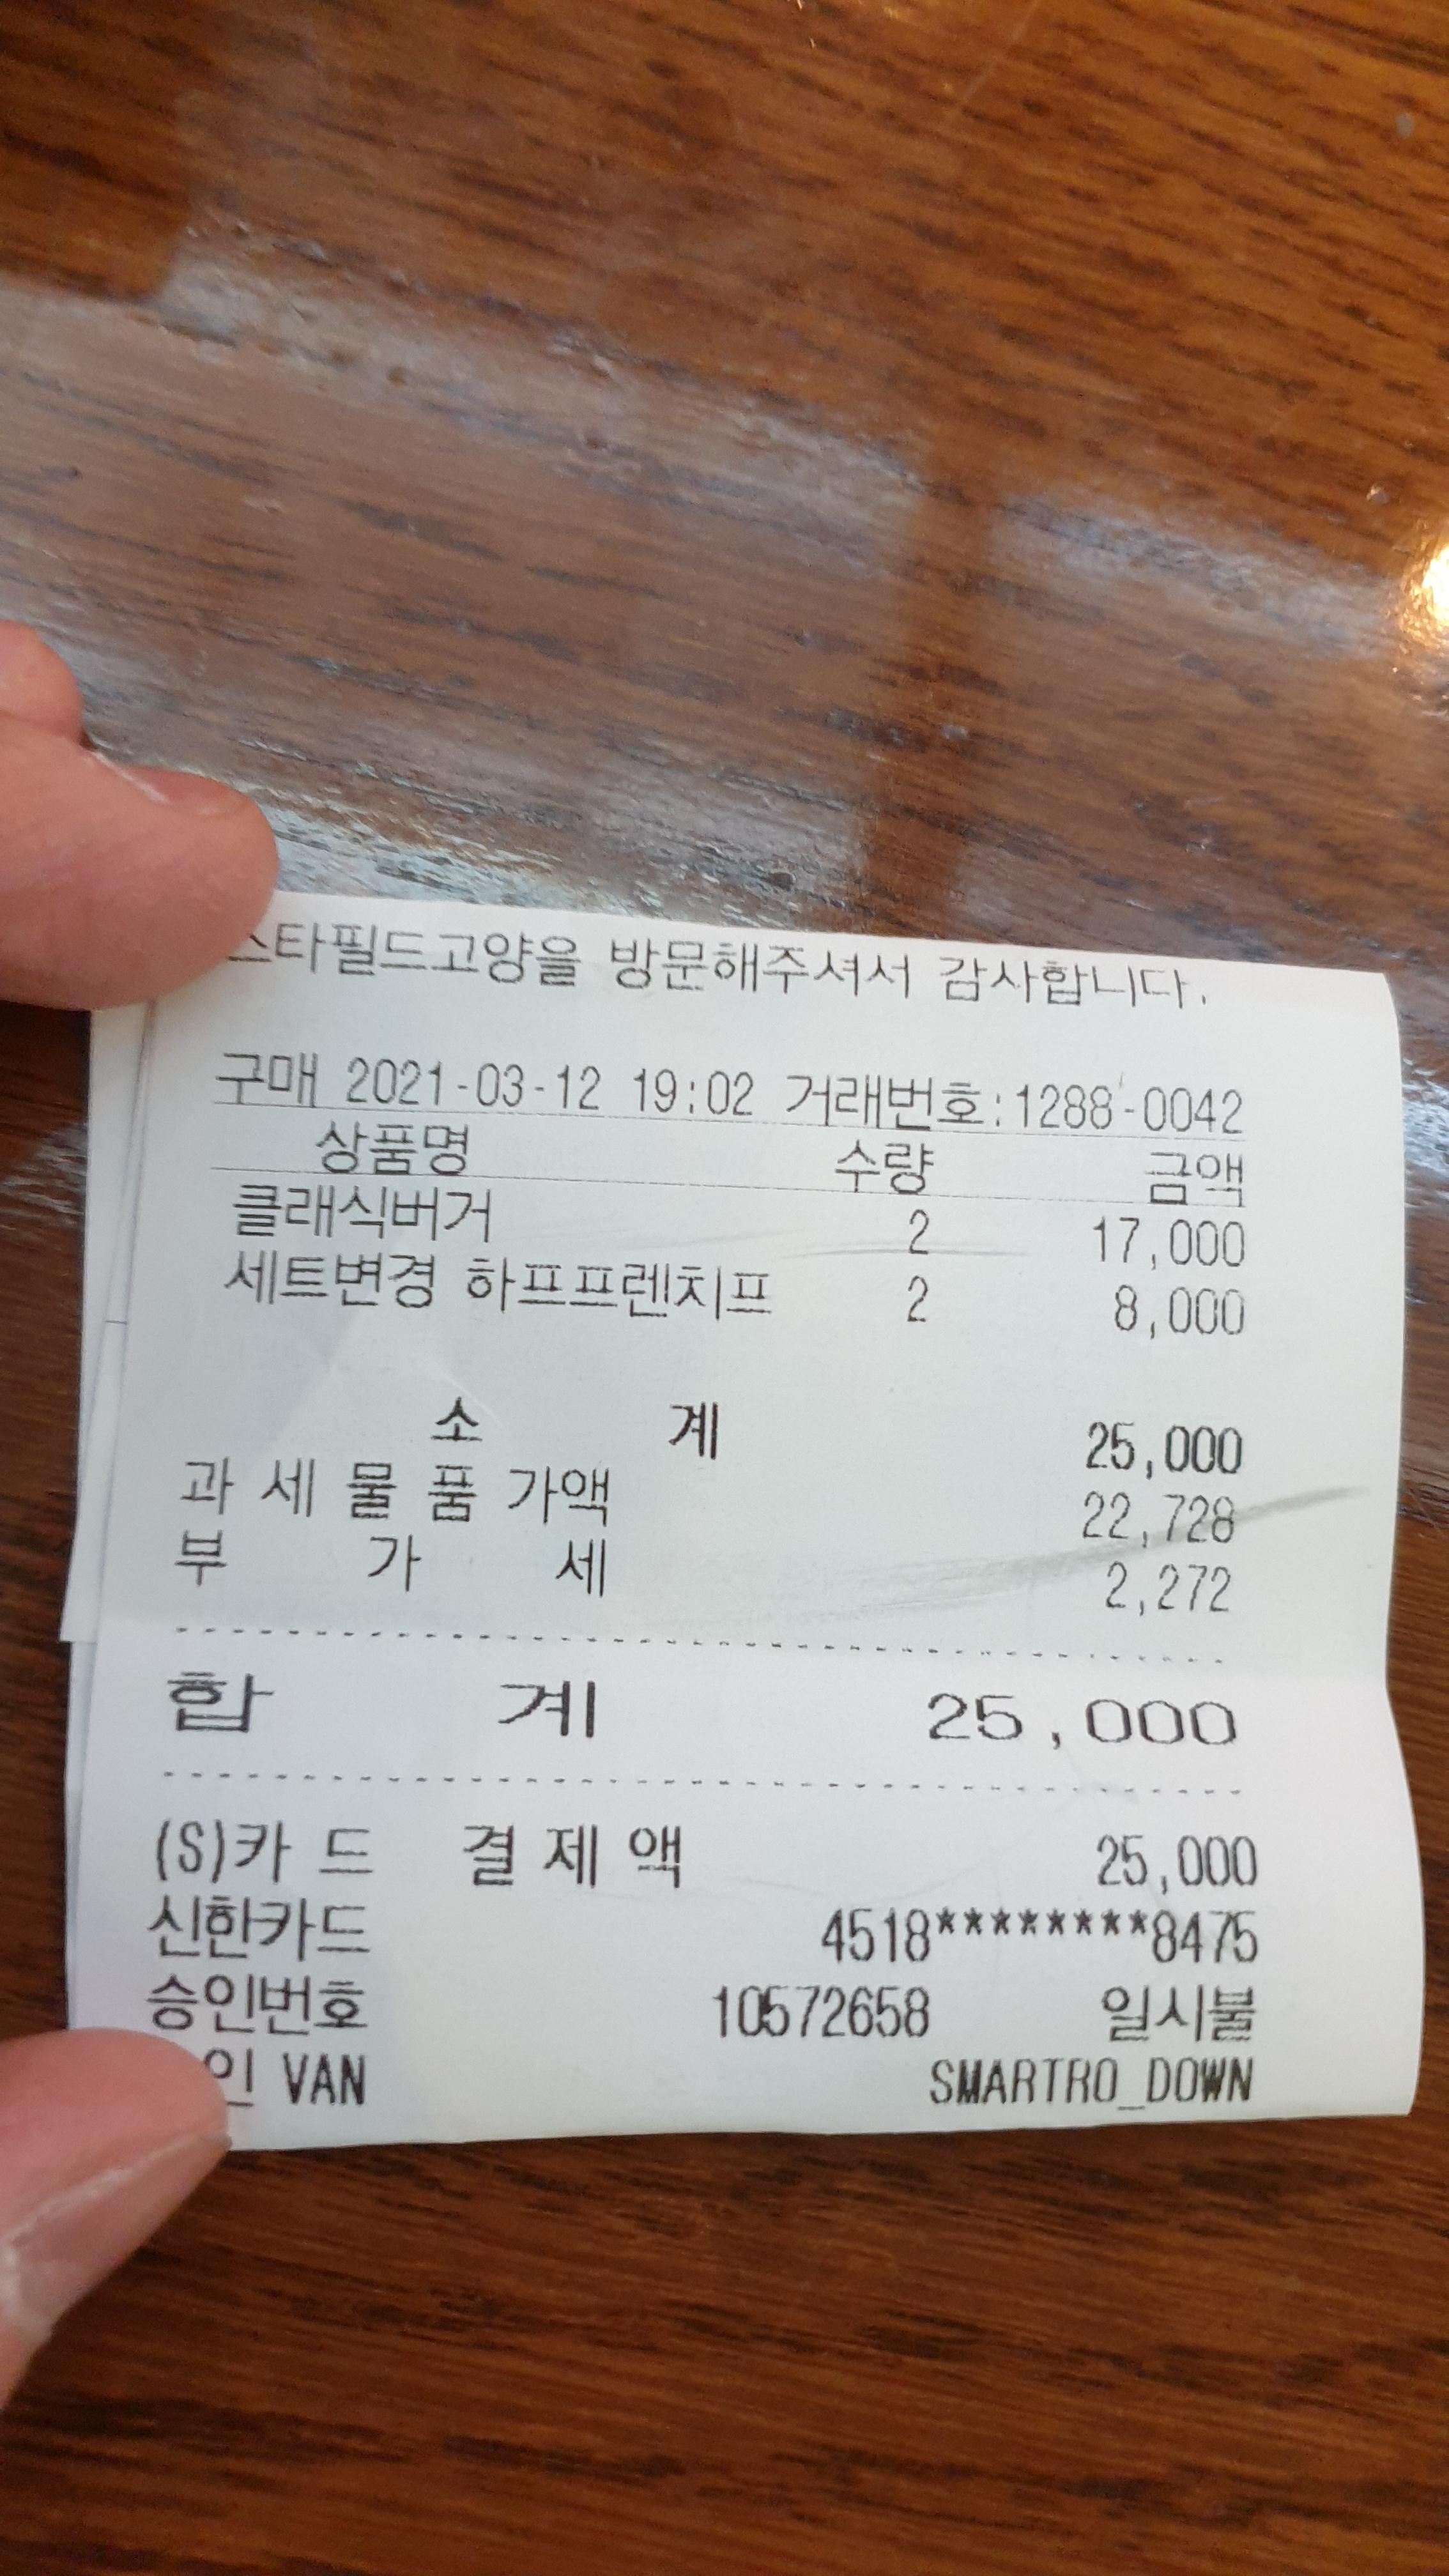 스타필드고양을 방문해주셔서 감사합니다.
구매 2021-03-12 19:02 거래번호:1288-0042
상품명 수량 금액
클래식버거 2 17,000
세트변경 하프프렌치프 2 8,000
소 계 25,000
과 세 물 품 가액 22,728
부 가 세 2,272
합 계 25,000
(S)카 드 결 제 액 25,000
신한카드 4518********8475
승인번호 10572658 일시불
인 VAN SMARTRO_DOWN